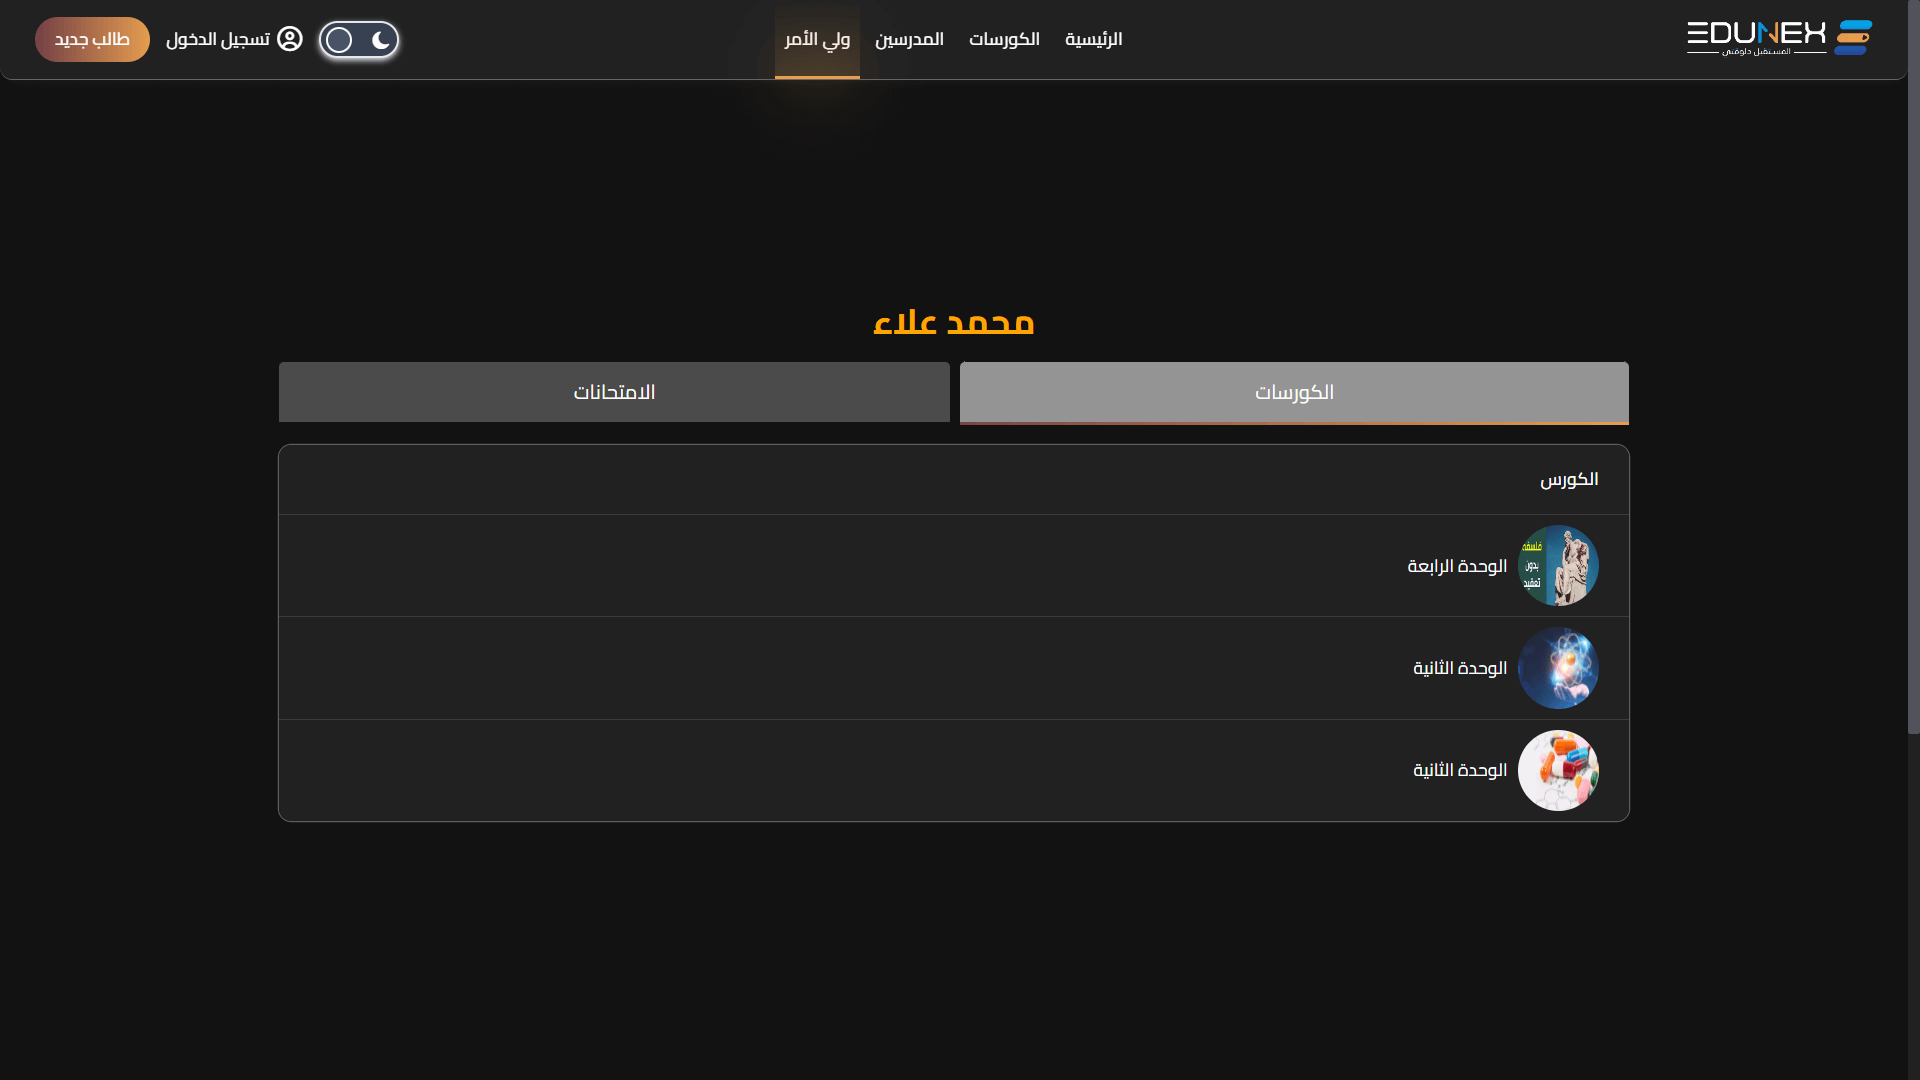 EDUNEX
المستقبل دلوقتي
الرئيسية
الكورسات
المدرسين
ولي الأمر
تسجيل الدخول
طالب جديد
محمد علاء
الكورسات
الامتحانات
الكورس
فلسفة
بدون
تعقيد
الوحدة الرابعة
الوحدة الثانية
الوحدة الثانية